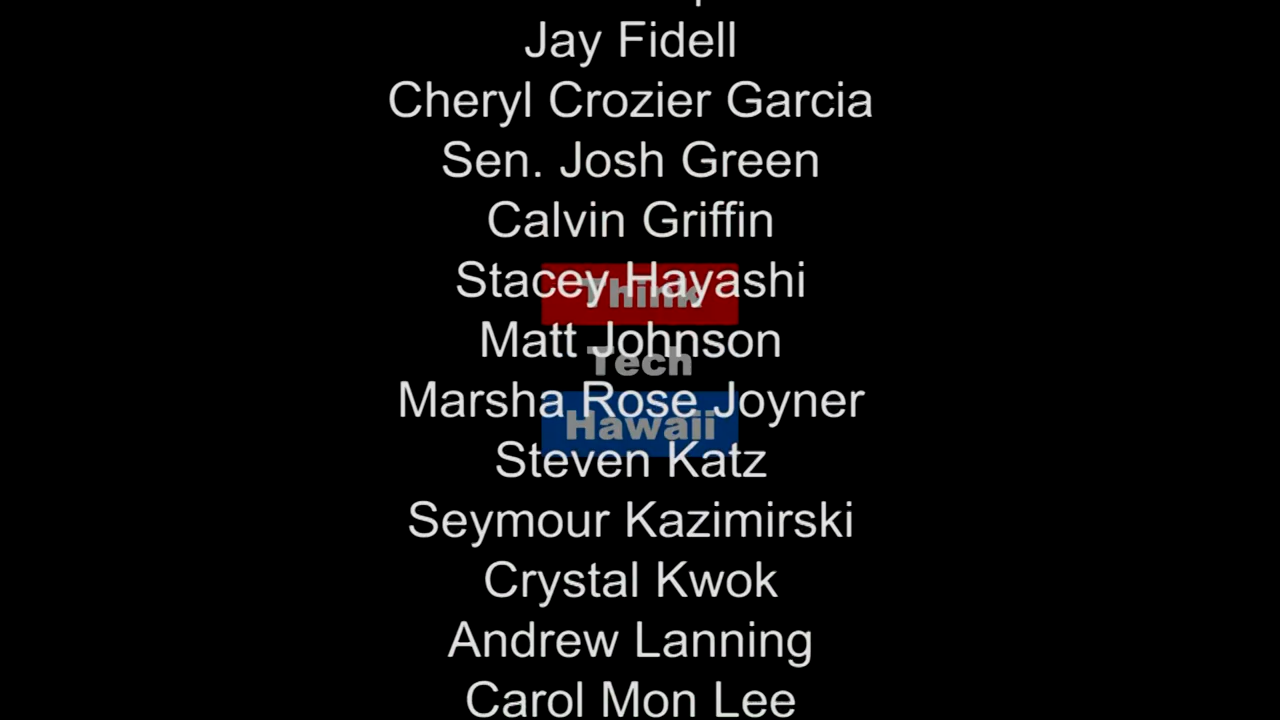 Jay Fidell
Cheryl Crozier Garcia
Sen. Josh Green
Calvin Griffin
Stacey Hayashi
Think
Matt Johnson
Tech
Marsha Rose Joyner
Hawaii
Steven Katz
Seymour Kazimirski
Crystal Kwok
Andrew Lanning
Carol Mon Lee